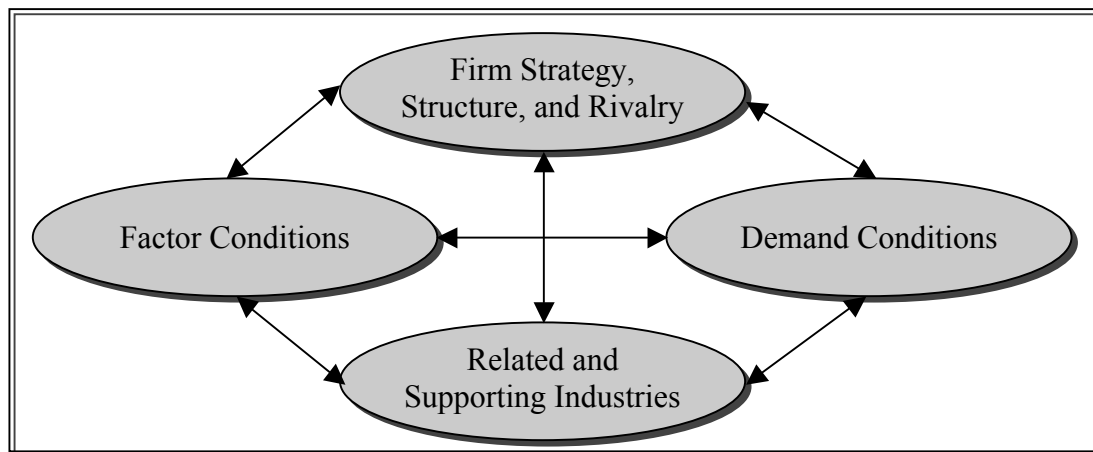 Firm Strategy,
Structure, and Rivalry
Factor Conditions
Demand Conditions
Related and
Supporting Industries